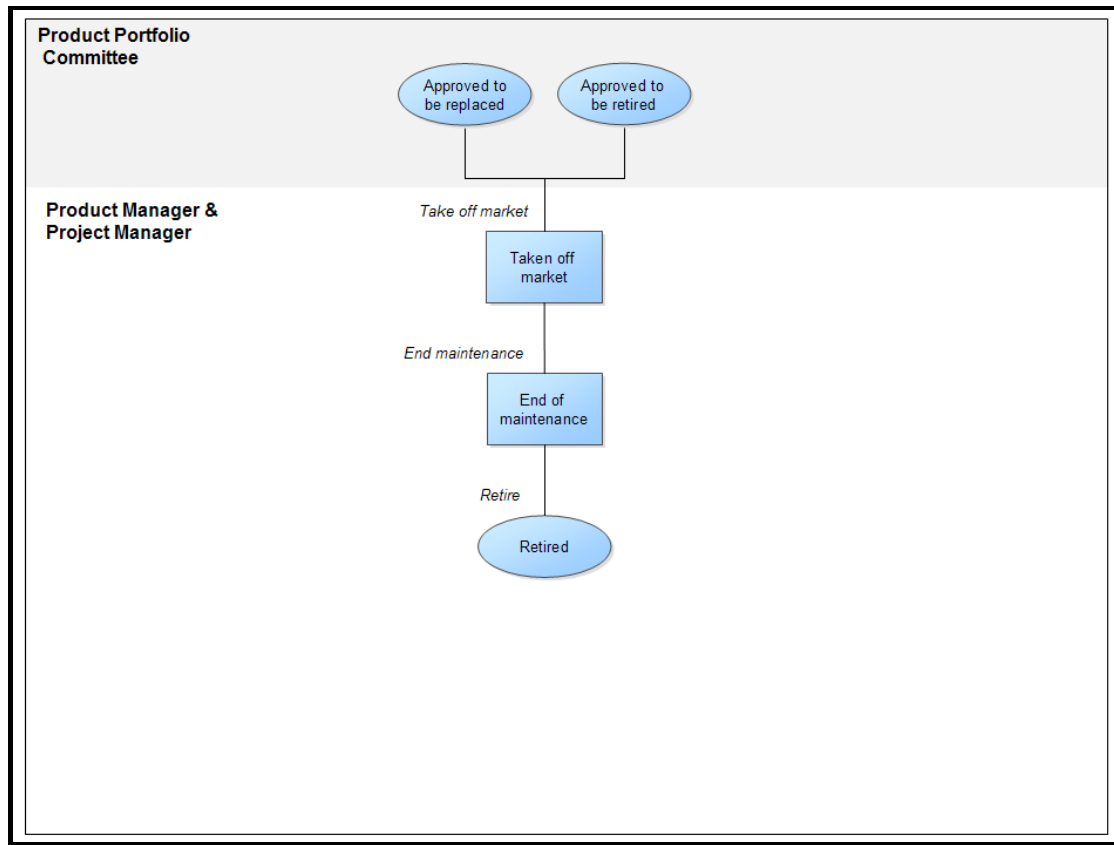 Product Portfolio
Committee
Approved to
be replaced
Approved to
be retired
Product Manager &
Project Manager
Take off market
Taken off
market
End maintenance
End of
maintenance
Retire
Retired